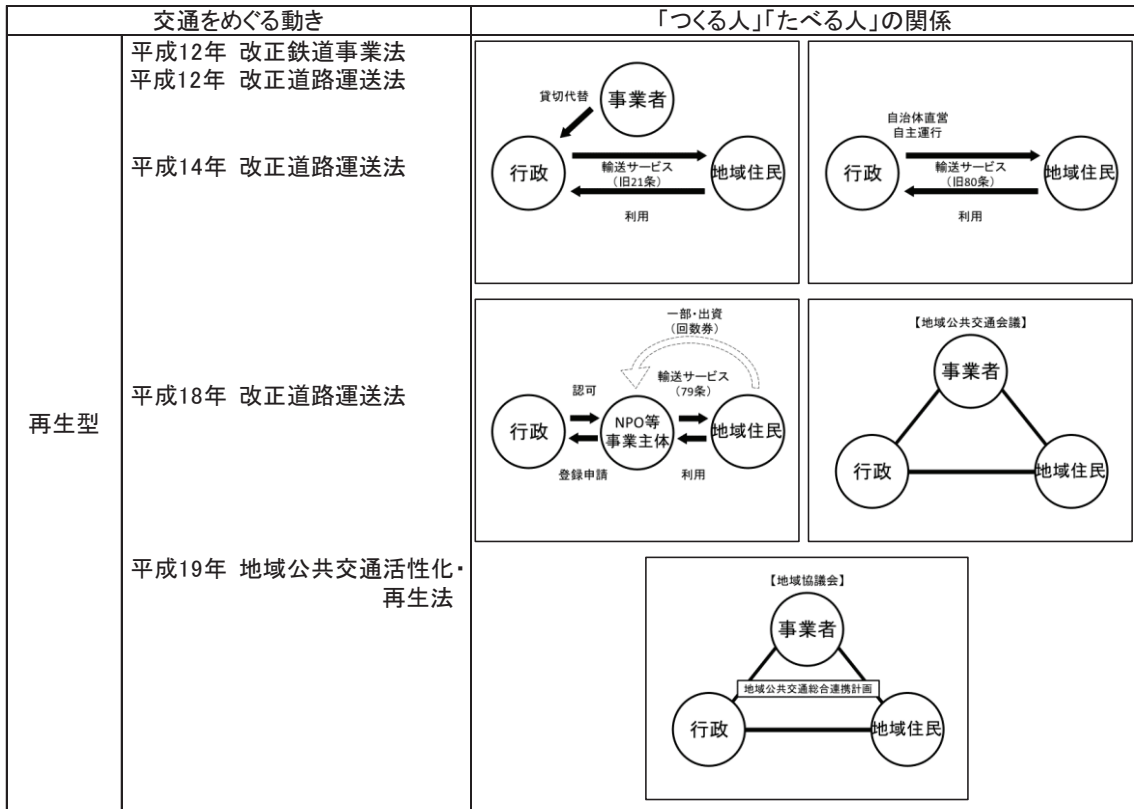 交通をめぐる動き
「つくる人」「たべる人」の関係
再生型
平成12年 改正鉄道事業法
平成12年 改正道路運送法
平成14年 改正道路運送法
貸切代替
事業者
行政
輸送サービス
(旧21条)
地域住民
利用
自治体直営
自主運行
行政
輸送サービス
(旧80条)
地域住民
利用
平成18年 改正道路運送法
一部・出資
(回数券)
認可
輸送サービス
(79条)
行政
NPO等
事業主体
地域住民
登録申請
利用
【地域公共交通会議】
事業者
行政
地域住民
平成19年 地域公共交通活性化・
再生法
【地域協議会】
事業者
地域公共交通総合連携計画
行政
地域住民